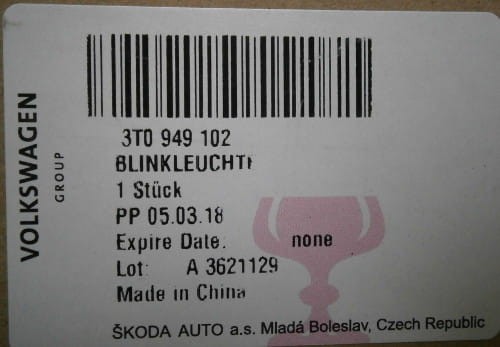 VOLKSWAGEN
GROUP
3T0 949 102
BLINKLEUCHTE
1 Stück
PP 05.03.18
Expire Date: none
Lot: A 3621129
Made in China
ŠKODA AUTO a.s. Mladá Boleslav, Czech Republic